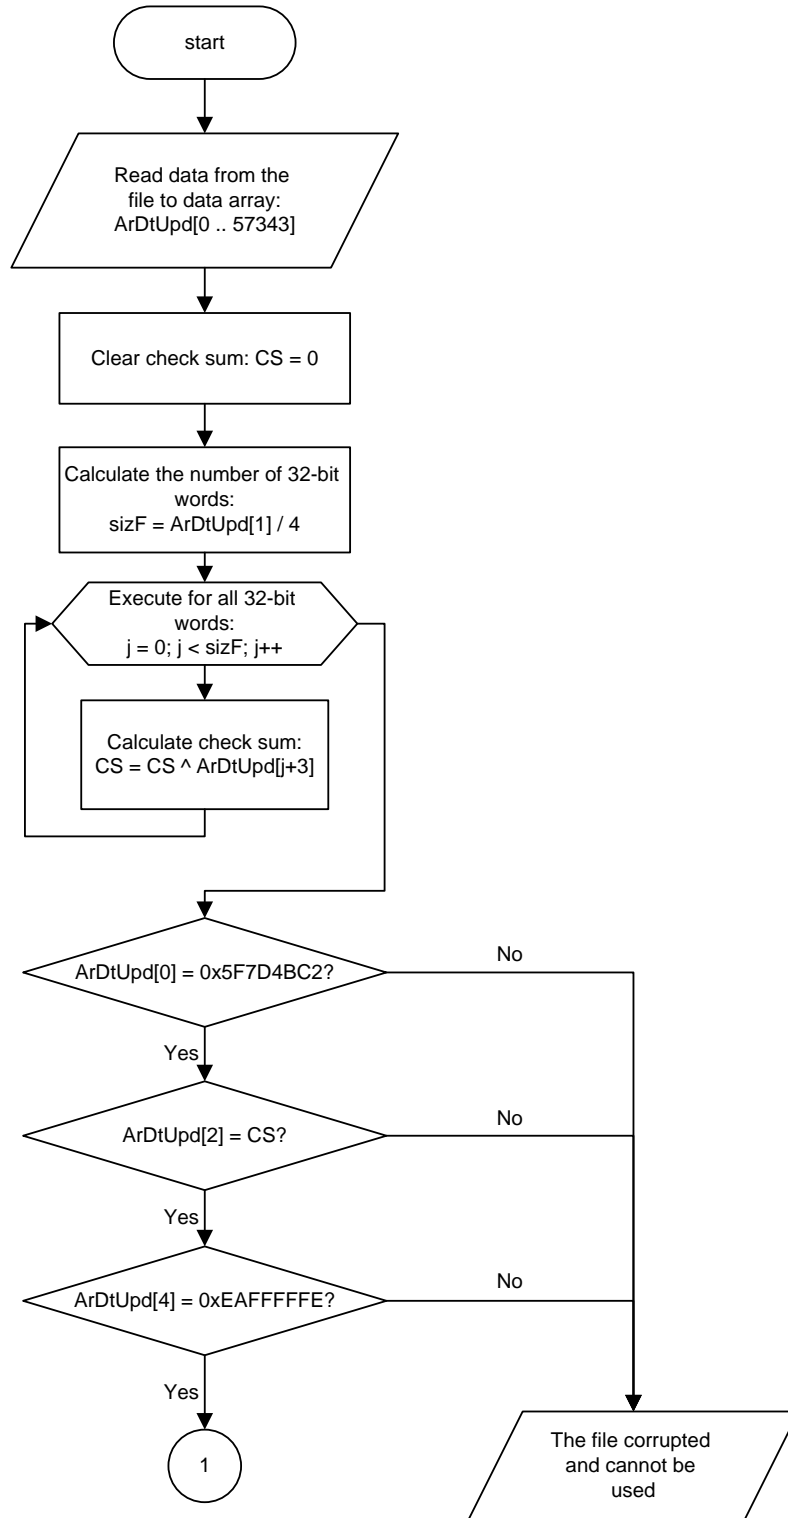 start
Read data from the
file to data array:
ArDtUpd[0 .. 57343]
Clear check sum: CS = 0
Calculate the number of 32-bit
words:
sizF = ArDtUpd[1] / 4
Execute for all 32-bit
words:
j = 0; j < sizF; j++
Calculate check sum:
CS = CS ^ ArDtUpd[j+3]
ArDtUpd[0] = 0x5F7D4BC2?
No
Yes
ArDtUpd[2] = CS?
No
Yes
ArDtUpd[4] = 0xEAFFFFFE?
No
Yes
1
The file corrupted
and cannot be
used